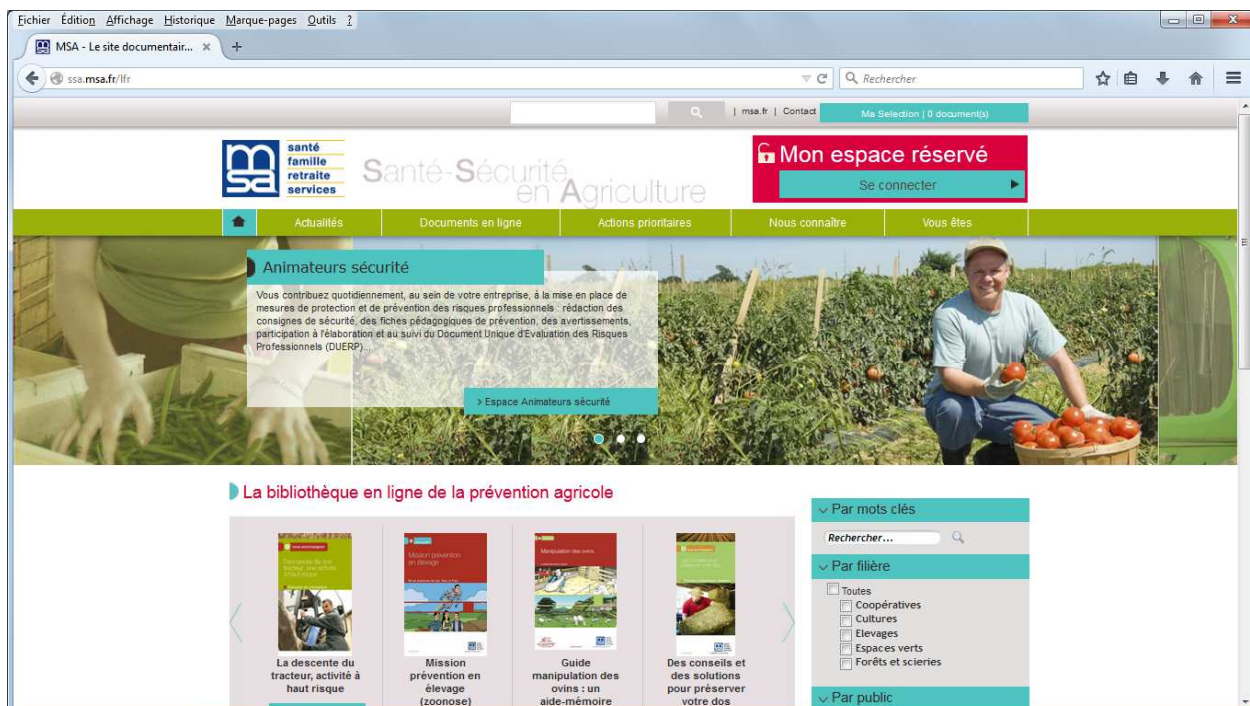 Fichier Édition Affichage Historique Marque-pages Outils ?
MSA - Le site documentair... × +
ssa.msa.fr/lfr
Rechercher
| msa.fr | Contact
Ma Selection | 0 document(s)
santé
famille
retraite
services
msa
Santé-Sécurité
en Agriculture
Mon espace réservé
Se connecter
Actualités Documents en ligne Actions prioritaires Nous connaître Vous êtes
Animateurs sécurité
Vous contribuez quotidiennement, au sein de votre entreprise, à la mise en place de
mesures de protection et de prévention des risques professionnels : rédaction des
consignes de sécurité, des fiches pédagogiques de prévention, des avertissements,
participation à l'élaboration et au suivi du Document Unique d'Evaluation des Risques
Professionnels (DUERP)...
> Espace Animateurs sécurité
La bibliothèque en ligne de la prévention agricole
Mission prévention
en élevage
Manipulation des ovins
La descente du
tracteur, activité à
haut risque
Mission
prévention en
élevage
(zoonose)
Guide
manipulation des
ovins : un
aide-mémoire
Des conseils et
des solutions
pour préserver
votre dos
Par mots clés
Rechercher...
Par filière
Toutes
Coopératives
Cultures
Elevages
Espaces verts
Forêts et scieries
Par public